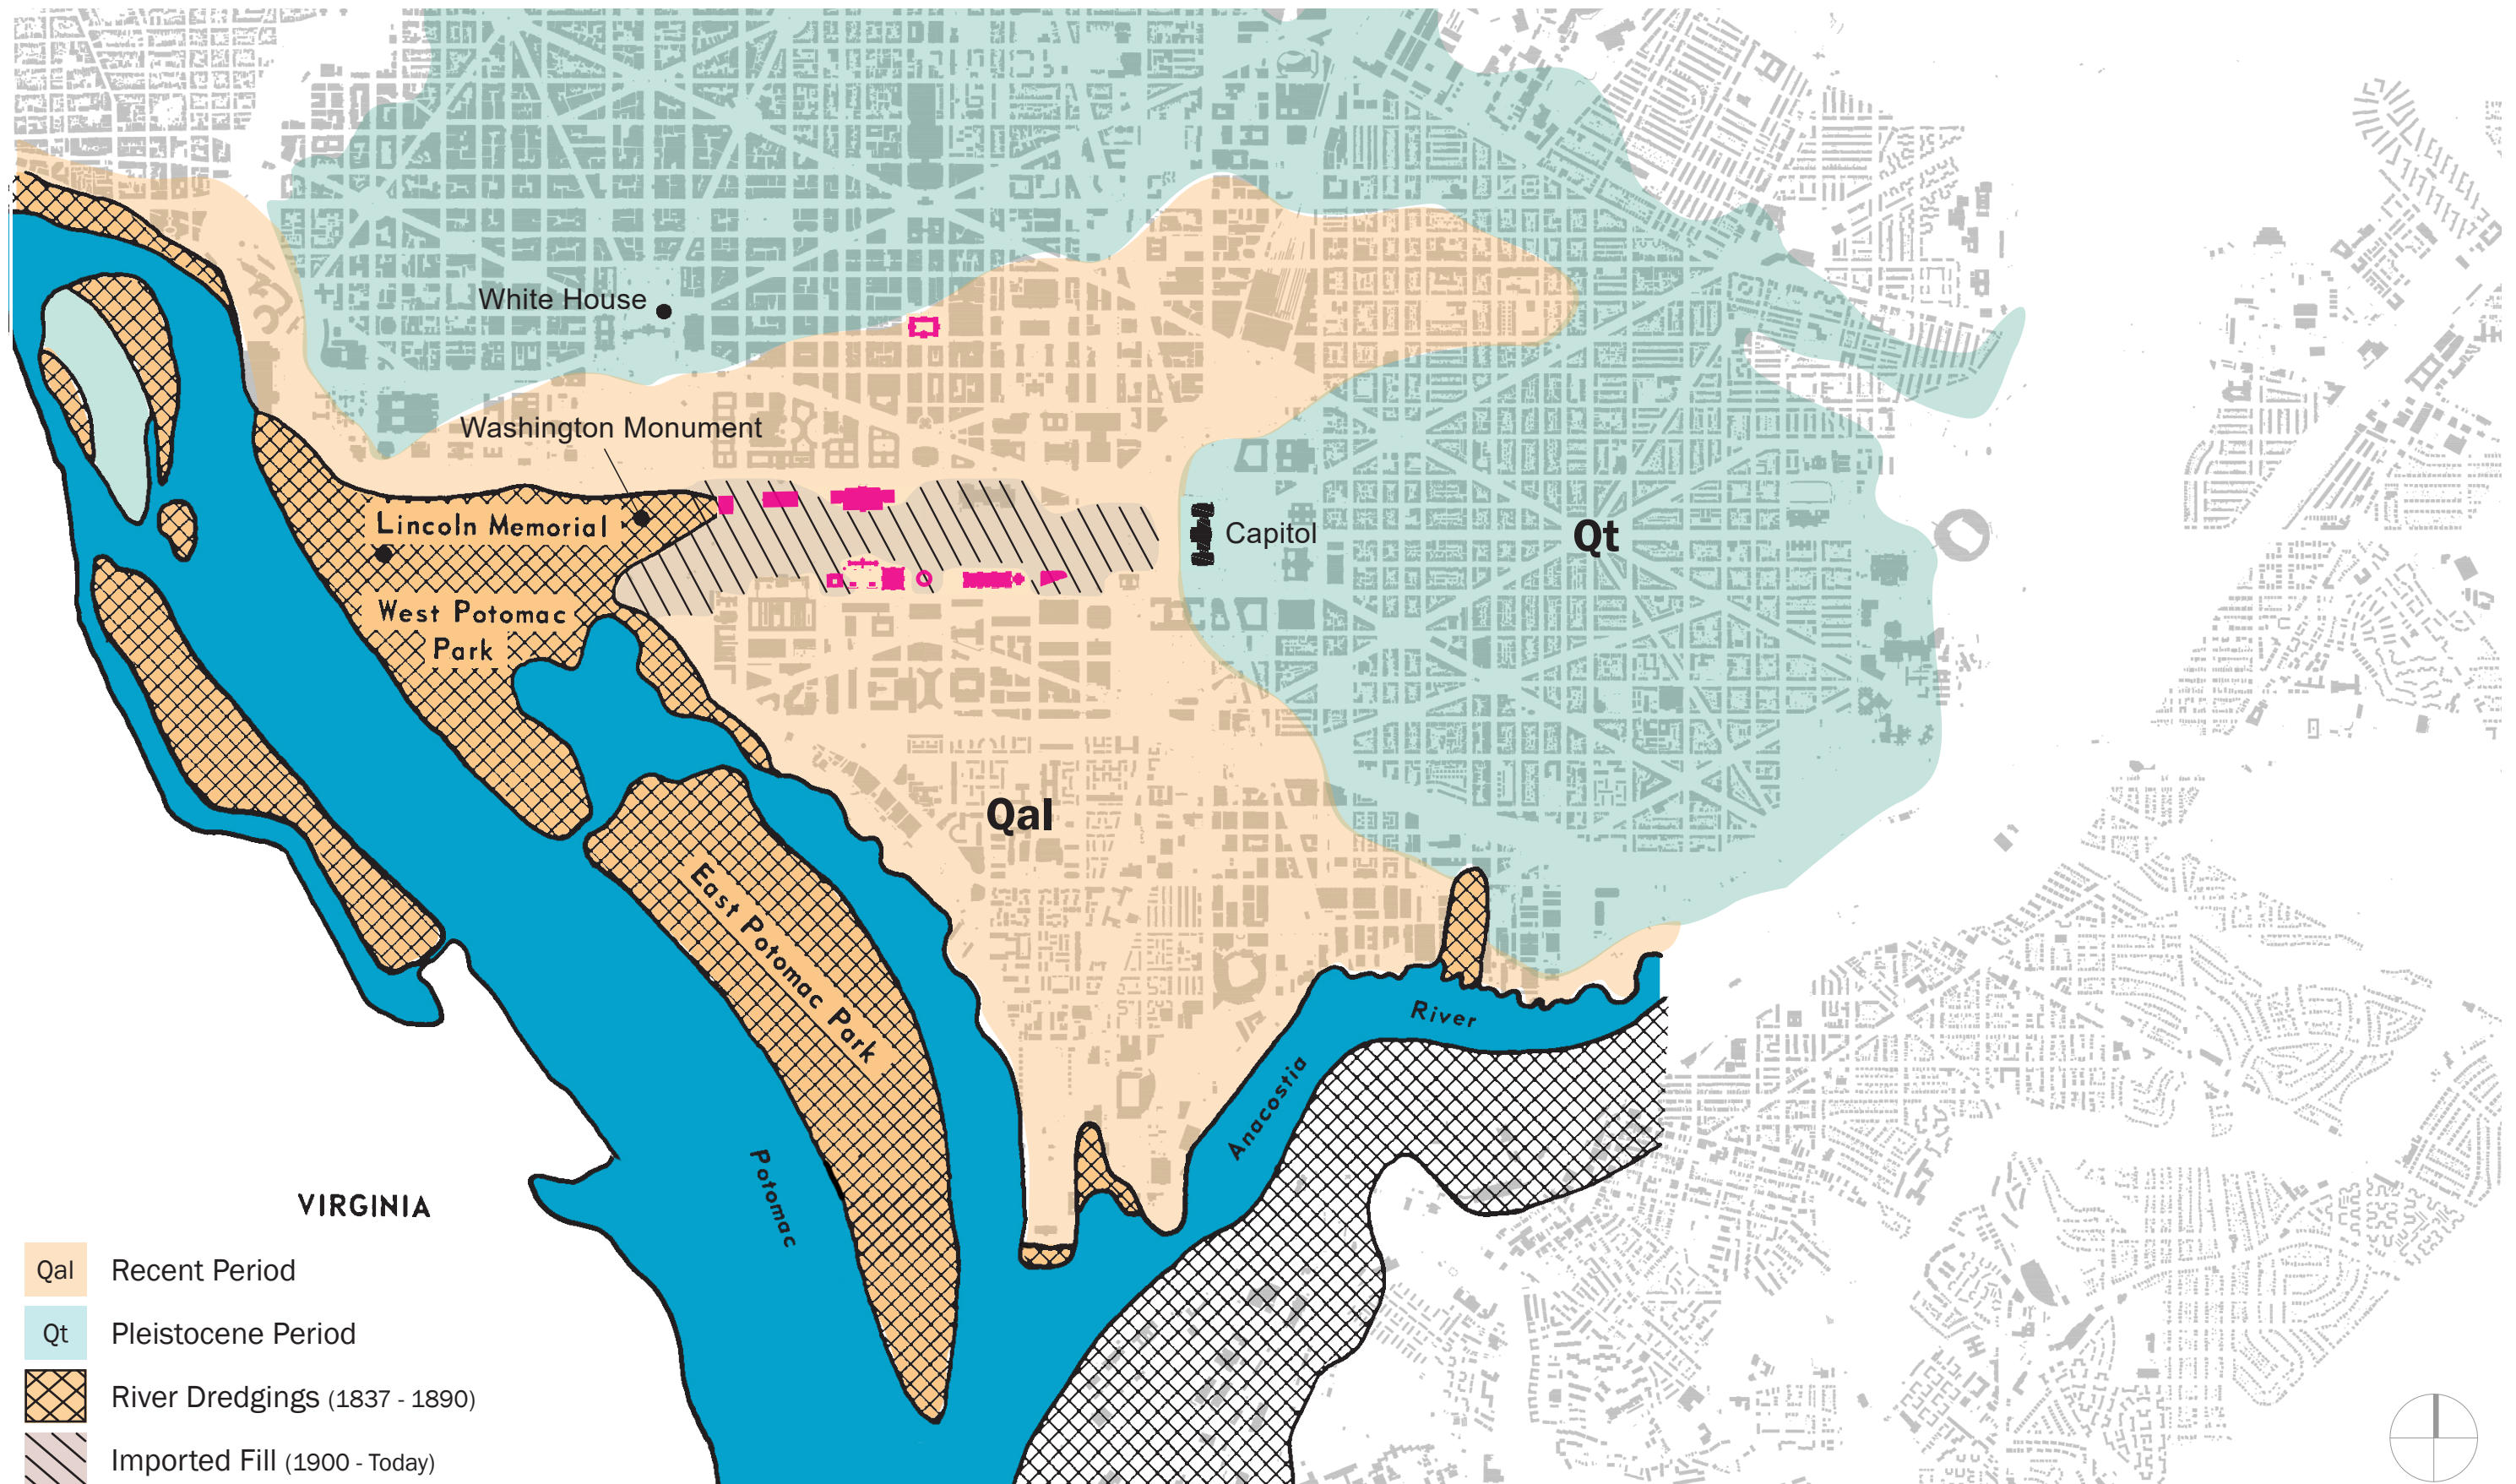 White House
Washington Monument
Lincoln Memorial
Capitol
Qt
West Potomac
Park
Qal
East Potomac Park
River
Anacostia
Potomac
VIRGINIA
Qal Recent Period
Qt Pleistocene Period
River Dredgings (1837 - 1890)
Imported Fill (1900 - Today)